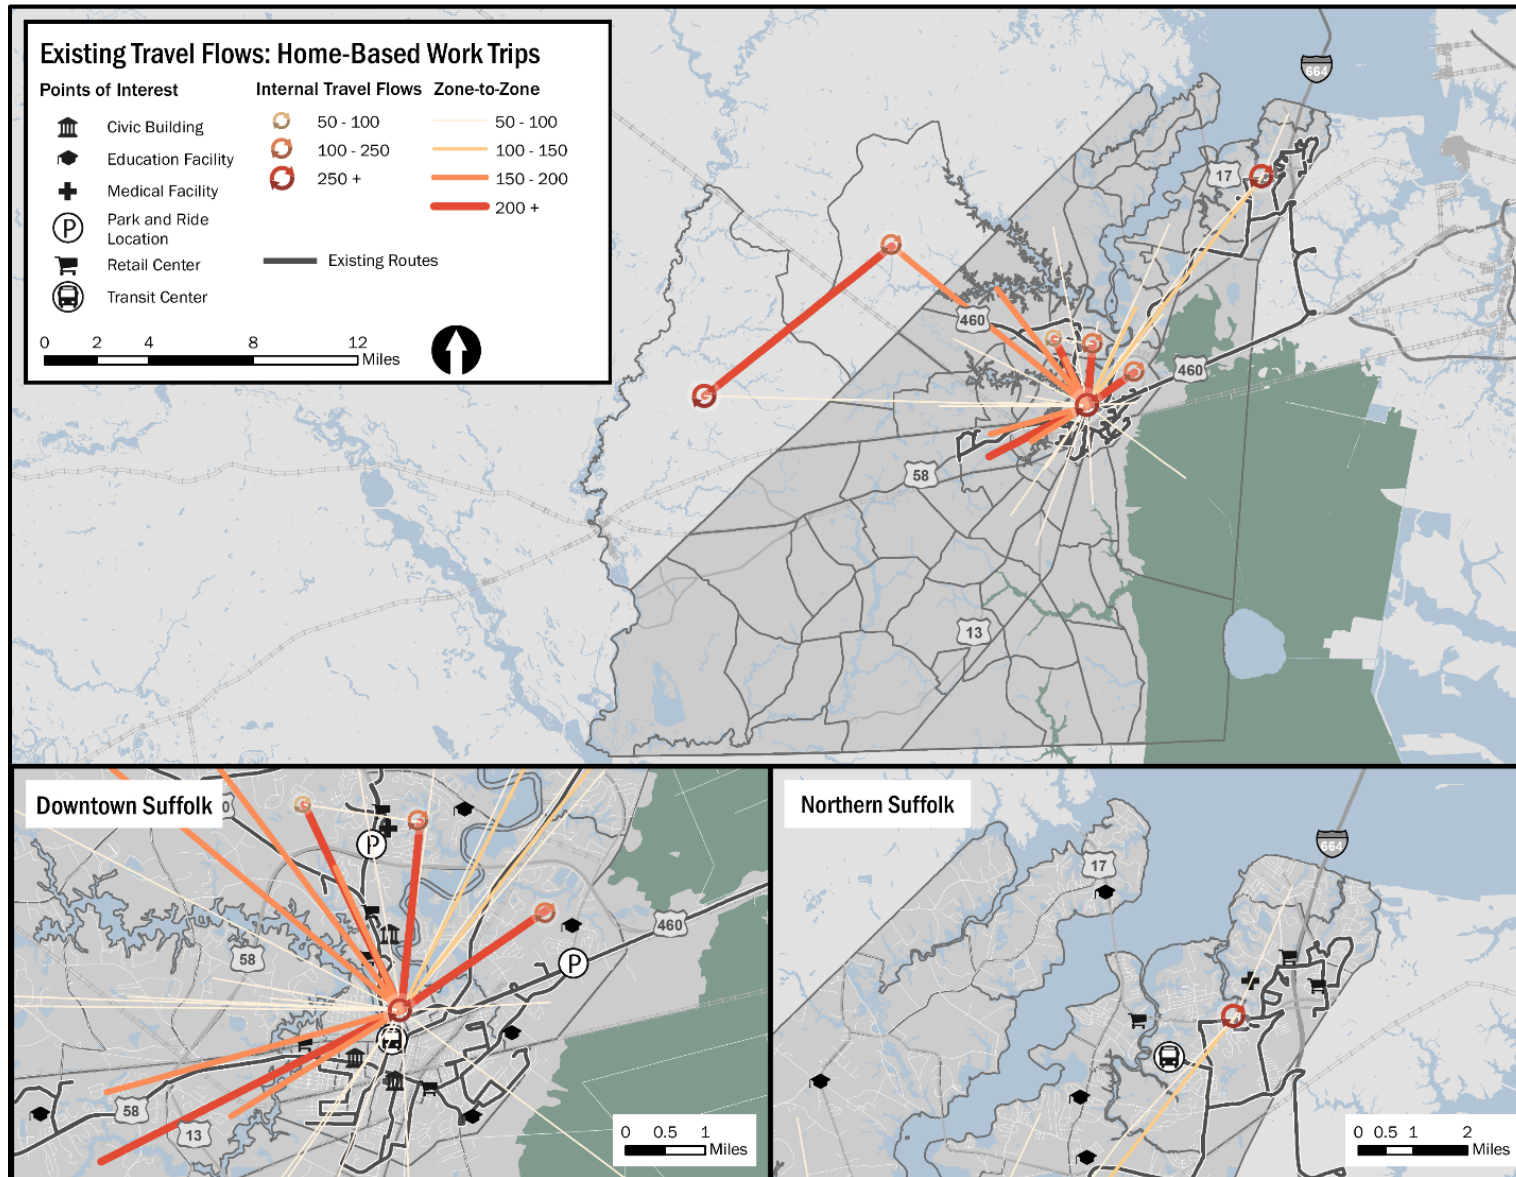 Existing Travel Flows: Home-Based Work Trips
Points of Interest
Civic Building
Education Facility
Medical Facility
P
Park and Ride
Location
Retail Center
Transit Center
Internal Travel Flows
50 - 100
100 - 250
250 +
Zone-to-Zone
50 - 100
100 - 150
150 - 200
200 +
Existing Routes
0 2 4 8 12
Miles
664
17
460
460
58
13
Downtown Suffolk
P
460
58
P
58
13
0 0.5 1
Miles
Northern Suffolk
664
17
0 0.5 1 2
Miles